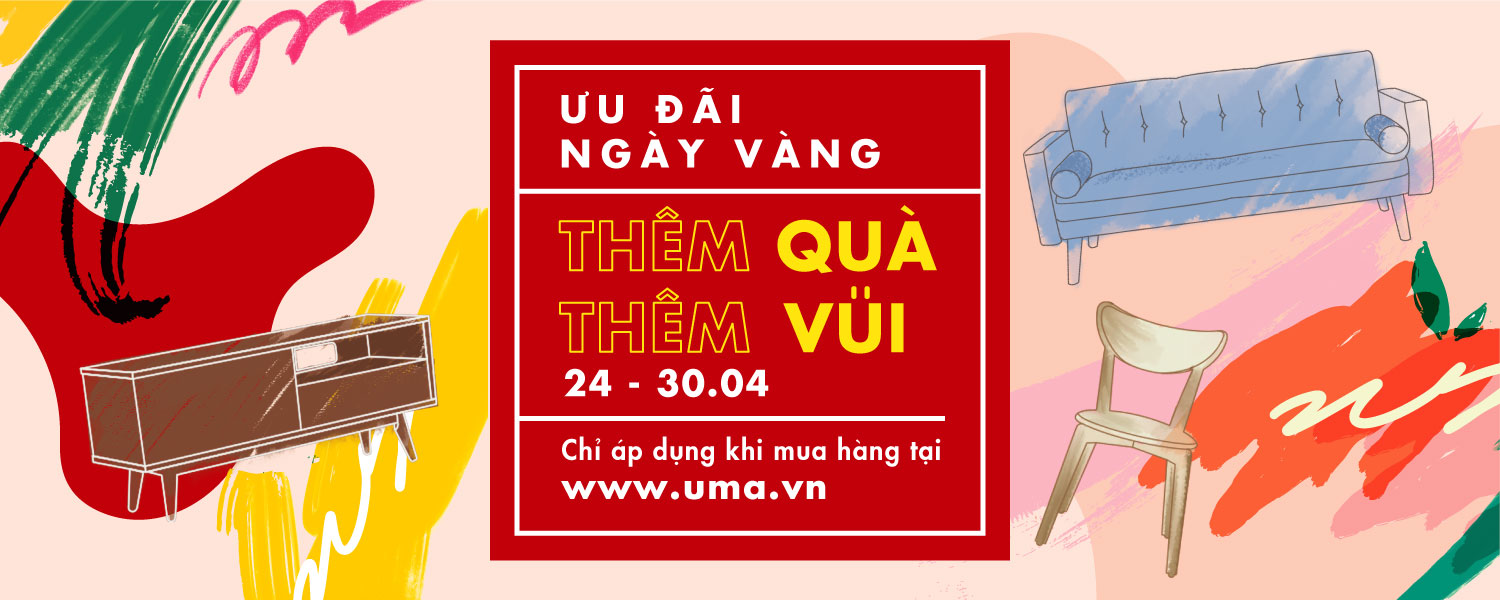 ƯU ĐÃI
NGÀY VÀNG
THÊM QUÀ
THÊM VÜI
24 - 30.04
Chỉ áp dụng khi mua hàng tại
www.uma.vn